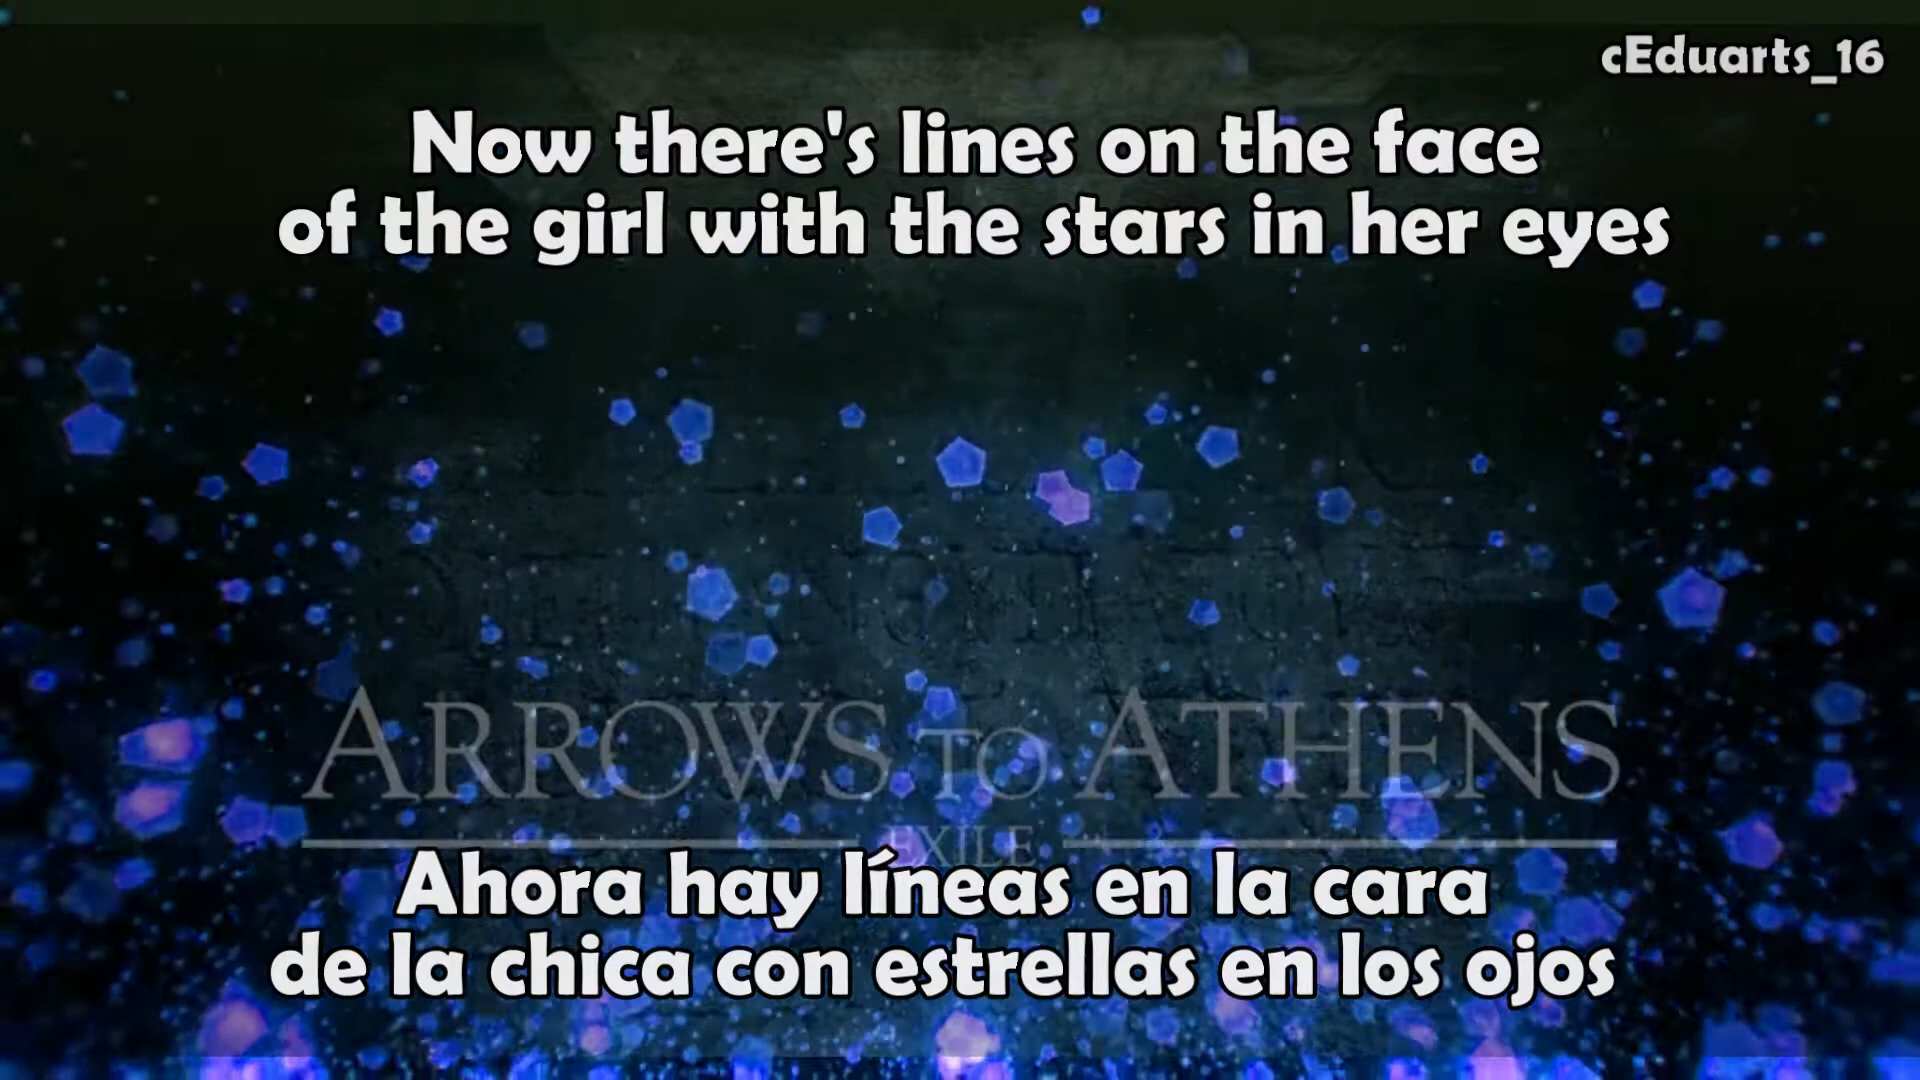 cEduarts_16
Now there's lines on the face
of the girl with the stars in her eyes
ARROWS TO ATHENS
EXILE
Ahora hay líneas en la cara
de la chica con estrellas en los ojos